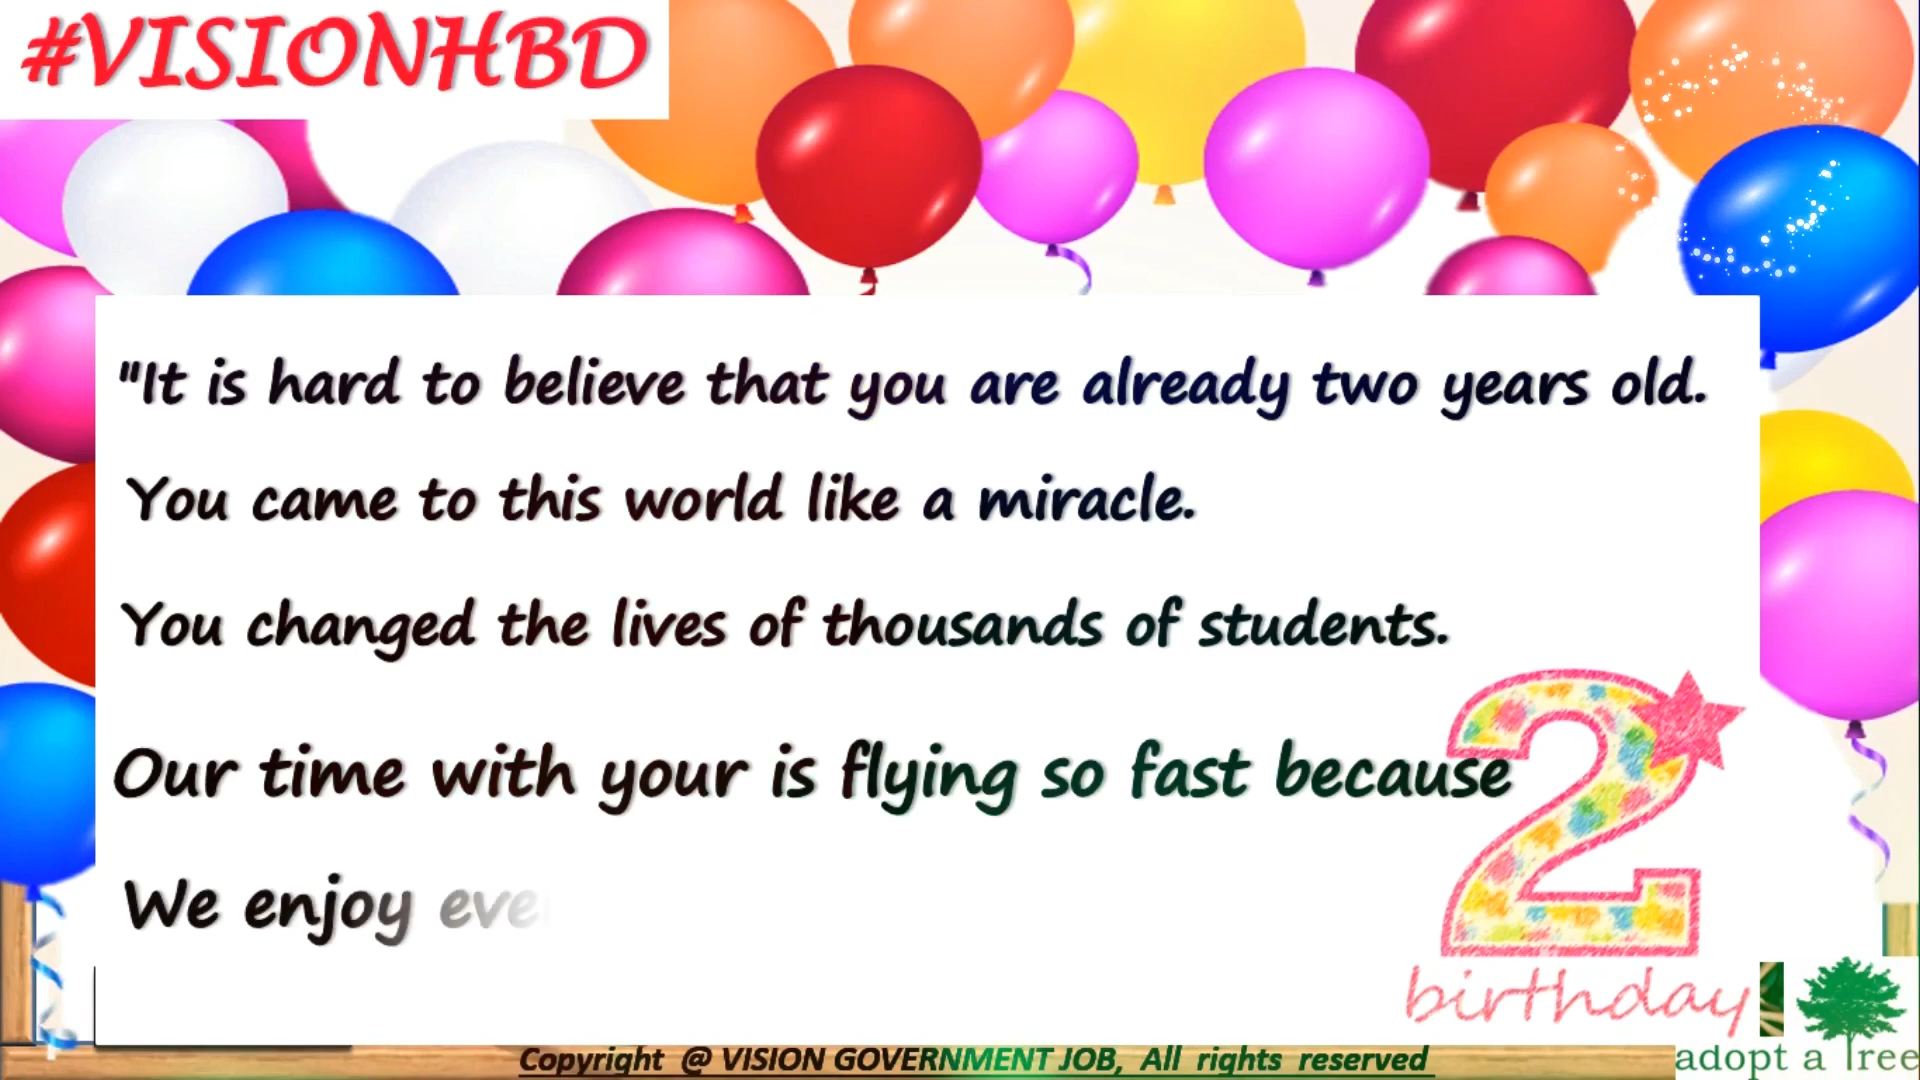 #VISIONHBD
"It is hard to believe that you are already two years old.
You came to this world like a miracle.
You changed the lives of thousands of students.
Our time with your is flying so fast because
We enjoy
2
birthday
adopt a Tree
Copyright @ VISION GOVERNMENT JOB, All rights reserved